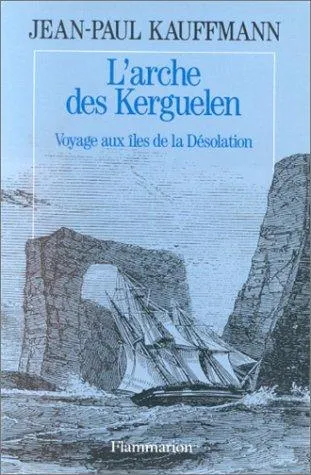 JEAN-PAUL KAUFFMANN
L'arche
des Kerguelen
Voyage aux îles de la Désolation
Flammarion